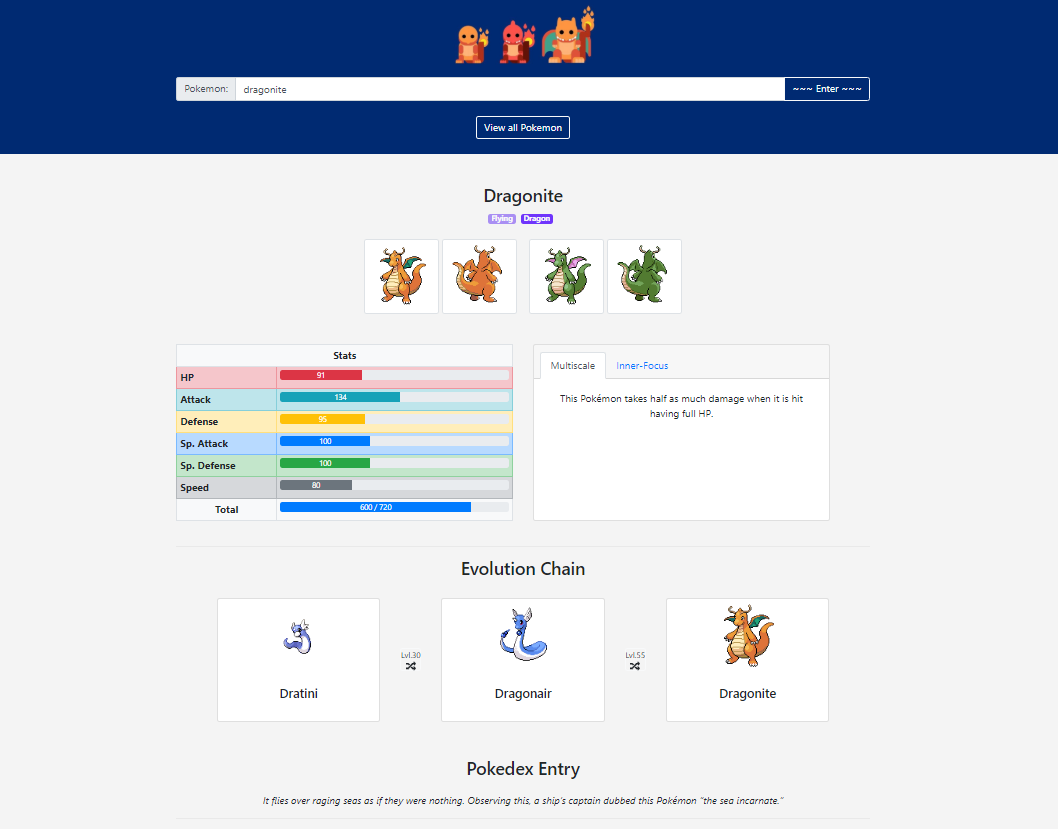 Pokemon: dragonite ~~~ Enter ~~~
View all Pokemon
Dragonite
Flying Dragon
Stats
HP 91
Attack 134
Defense 95
Sp. Attack 100
Sp. Defense 100
Speed 80
Total 600 / 720
Multiscale Inner-Focus
This Pokémon takes half as much damage when it is hit
having full HP.
Evolution Chain
Lvl.30 Lvl.55
Dratini Dragonair Dragonite
Pokedex Entry
It flies over raging seas as if they were nothing. Observing this, a ship's captain dubbed this Pokémon “the sea incarnate.”